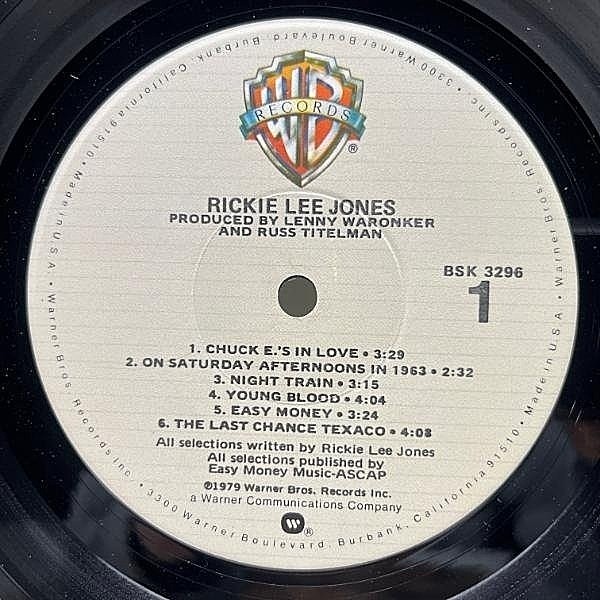 WB
RECORDS
®
RICKIE LEE JONES
PRODUCED BY LENNY WARONKER
AND RUSS TITELMAN
BSK 3296
1
1. CHUCK E.'S IN LOVE • 3:29
2. ON SATURDAY AFTERNOONS IN 1963 • 2:32
3. NIGHT TRAIN • 3:15
4. YOUNG BLOOD • 4:04
5. EASY MONEY • 3:24
6. THE LAST CHANCE TEXACO • 4:08
All selections written by Rickie Lee Jones
All selections published by
Easy Money Music-ASCAP
℗1979 Warner Bros. Records Inc.
a Warner Communications Company
®
Made in U.S.A. • Warner Bros. Records Inc. • 3300 Warner Boulevard, Burbank, California 91510 • Made in U.S.A. • Warner Bros. Records Inc. • 3300 Warner Boulevard, Burbank, California 91510 •